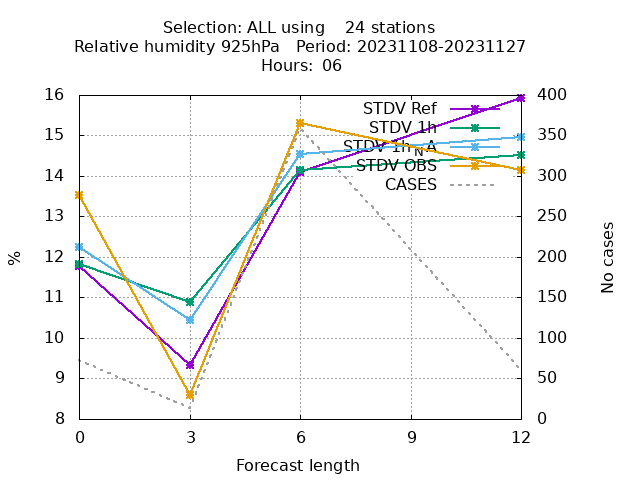 Selection: ALL using    24 stations
Relative humidity 925hPa   Period: 20231108-20231127
Hours: 06
%
No cases
16
15
14
13
12
11
10
9
8
400
350
300
250
200
150
100
50
0
STDV Ref
STDV 1h
STDV 1h_NA
STDV OBS
CASES
0 3 6 9 12
Forecast length